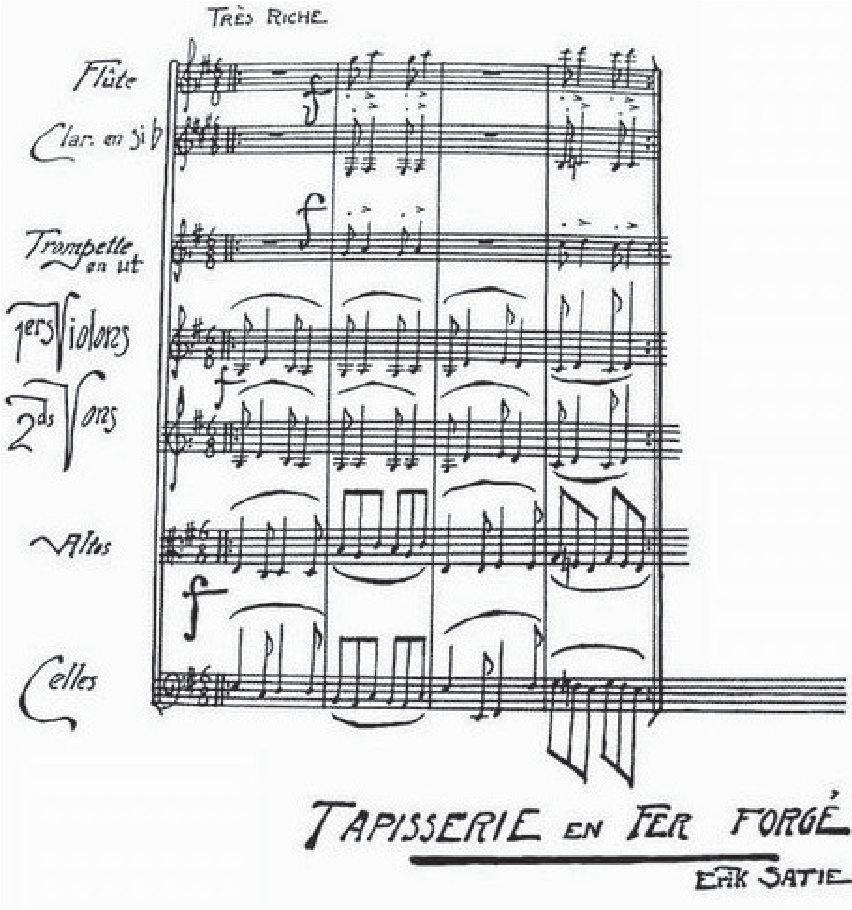 TRÈS RICHE
Flûte
Clar. en si b
Trompette
en ut
1ers Violons
2ds Vons
Altos
Celles
TAPISSERIE EN FER FORGÉ
ERIK SATIE